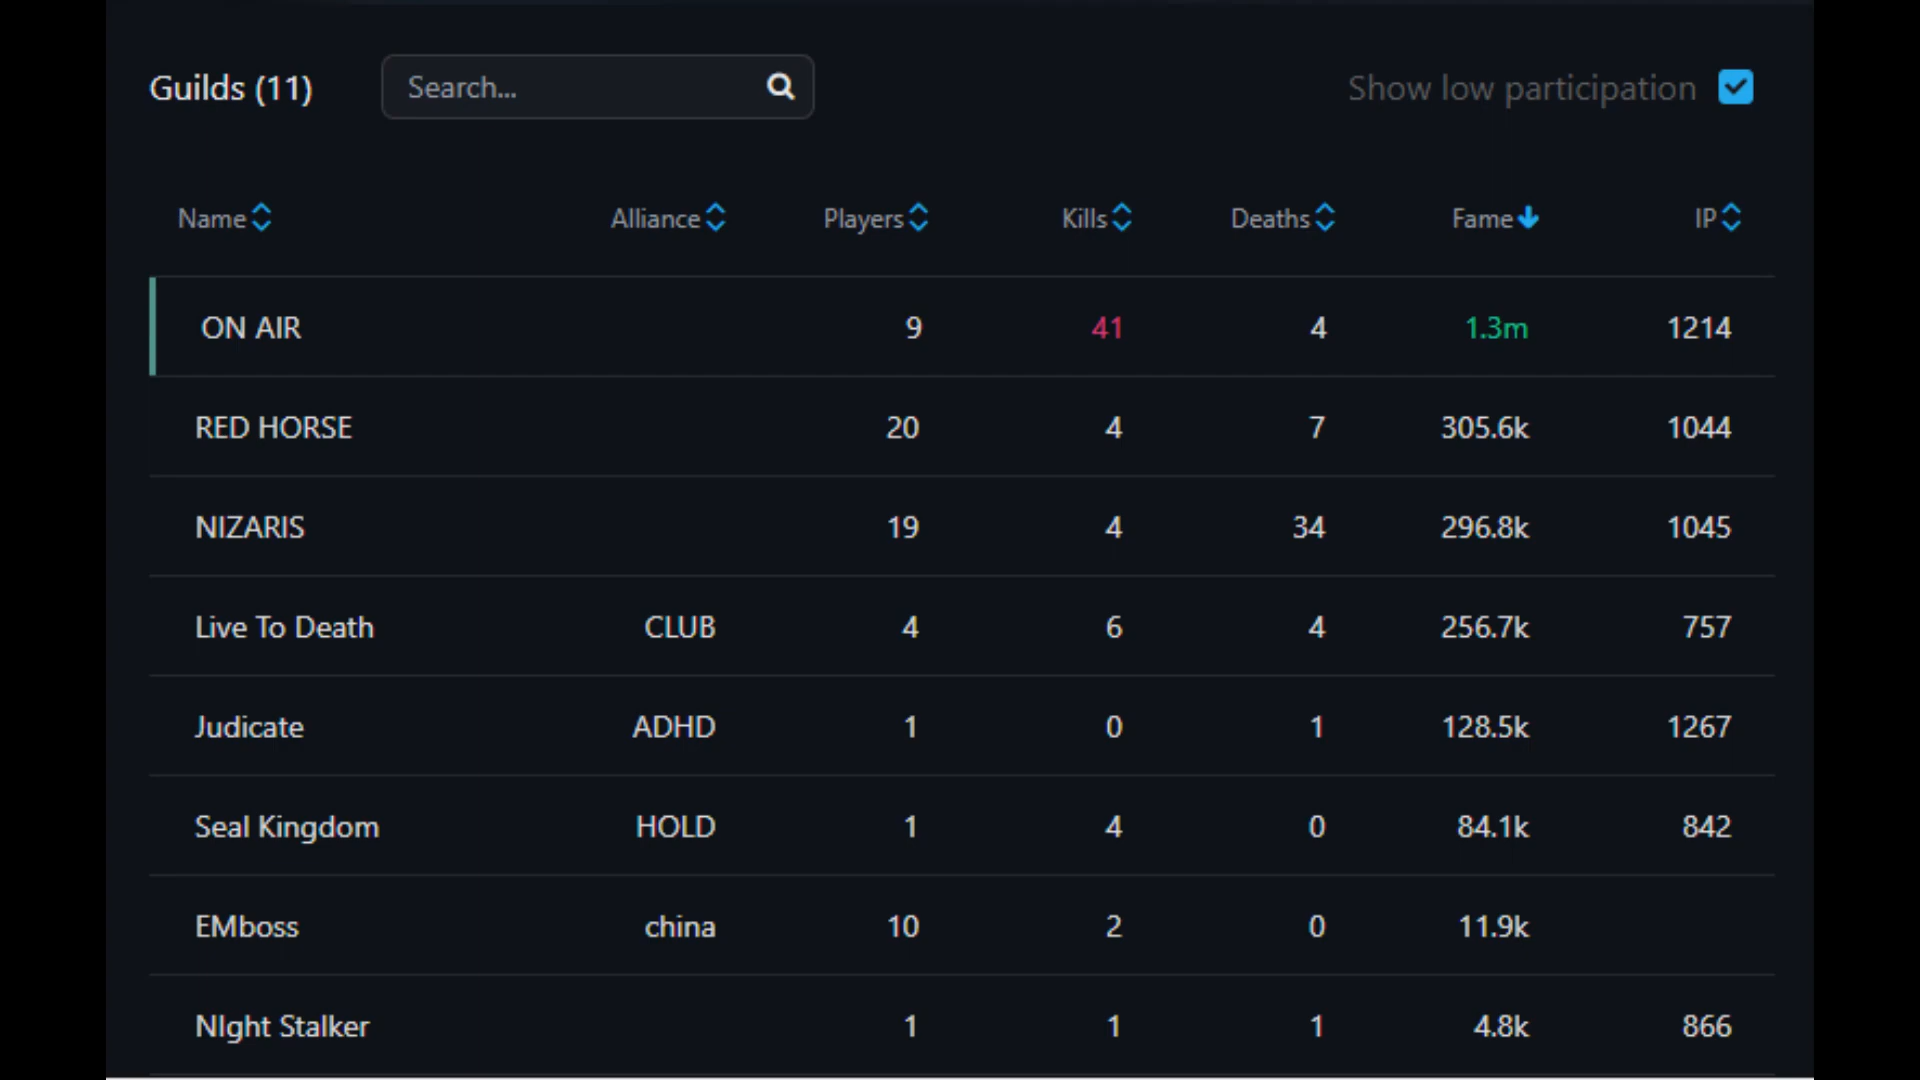 Guilds (11) Search... Show low participation
Name Alliance Players Kills Deaths Fame IP
ON AIR 9 41 4 1.3m 1214
RED HORSE 20 4 7 305.6k 1044
NIZARIS 19 4 34 296.8k 1045
Live To Death CLUB 4 6 4 256.7k 757
Judicate ADHD 1 0 1 128.5k 1267
Seal Kingdom HOLD 1 4 0 84.1k 842
EMboss china 10 2 0 11.9k
NIght Stalker 1 1 1 4.8k 866